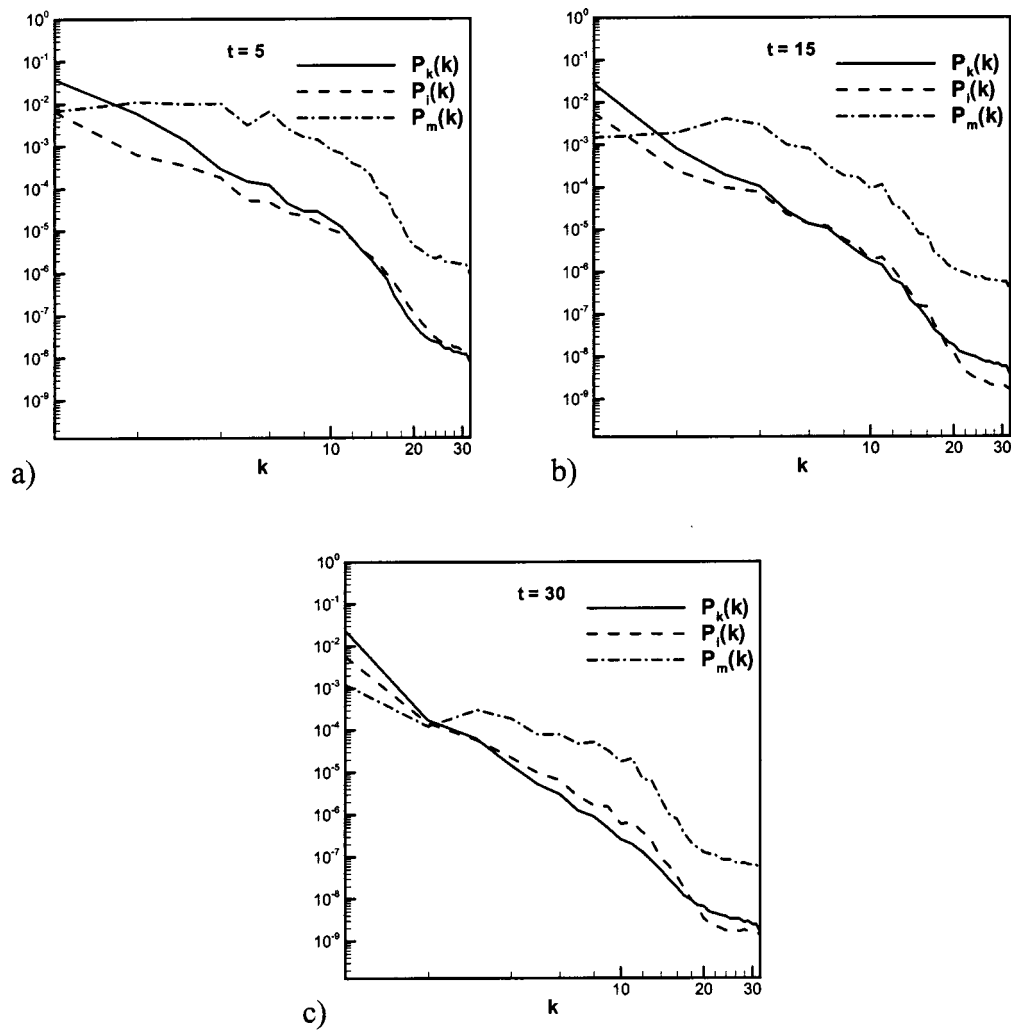 t = 5
P_k(k)
P_i(k)
P_m(k)
10^0
10^-1
10^-2
10^-3
10^-4
10^-5
10^-6
10^-7
10^-8
10^-9
10 20 30
k
a)
t = 15
P_k(k)
P_i(k)
P_m(k)
10^0
10^-1
10^-2
10^-3
10^-4
10^-5
10^-6
10^-7
10^-8
10^-9
10 20 30
k
b)
t = 30
P_k(k)
P_i(k)
P_m(k)
10^0
10^-1
10^-2
10^-3
10^-4
10^-5
10^-6
10^-7
10^-8
10^-9
10 20 30
k
c)